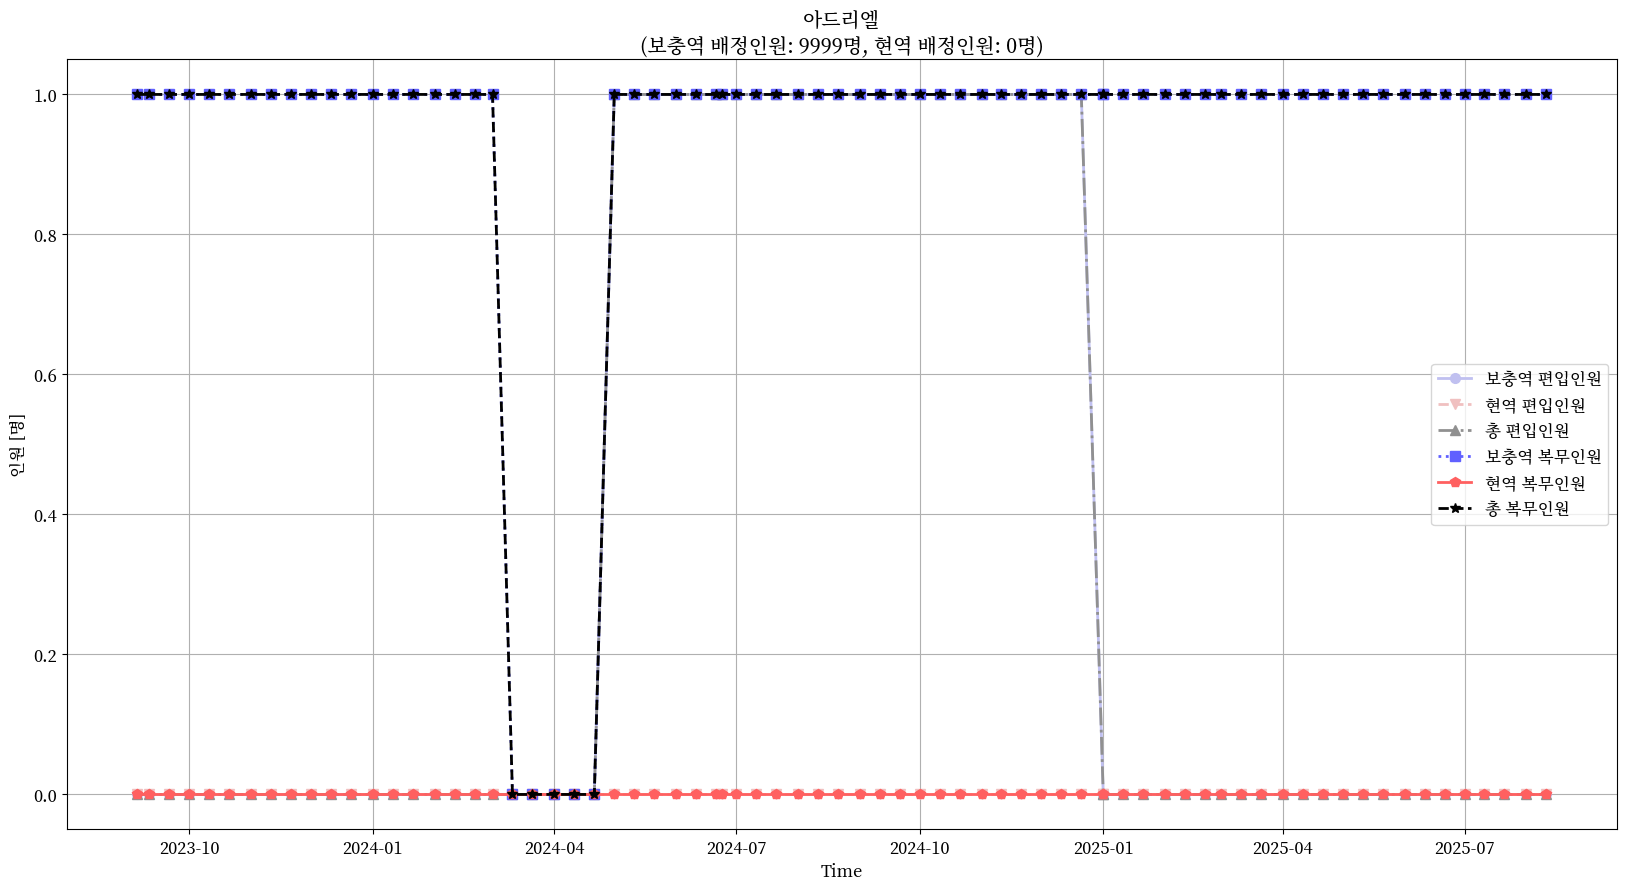 아드리엘
(보충역 배정인원: 9999명, 현역 배정인원: 0명)
인원 [명]
1.0
0.8
0.6
0.4
0.2
0.0
보충역 편입인원
현역 편입인원
총 편입인원
보충역 복무인원
현역 복무인원
총 복무인원
2023-10 2024-01 2024-04 2024-07 2024-10 2025-01 2025-04 2025-07
Time